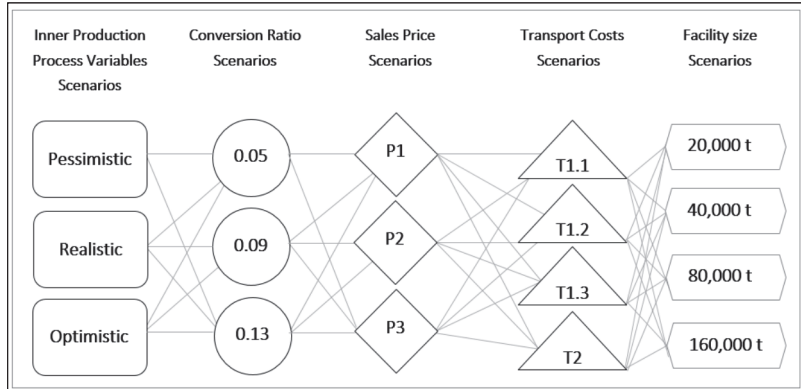 Inner Production
Process Variables
Scenarios
Conversion Ratio
Scenarios
Sales Price
Scenarios
Transport Costs
Scenarios
Facility size
Scenarios
Pessimistic
Realistic
Optimistic
0.05
0.09
0.13
P1
P2
P3
T1.1
T1.2
T1.3
T2
20,000 t
40,000 t
80,000 t
160,000 t